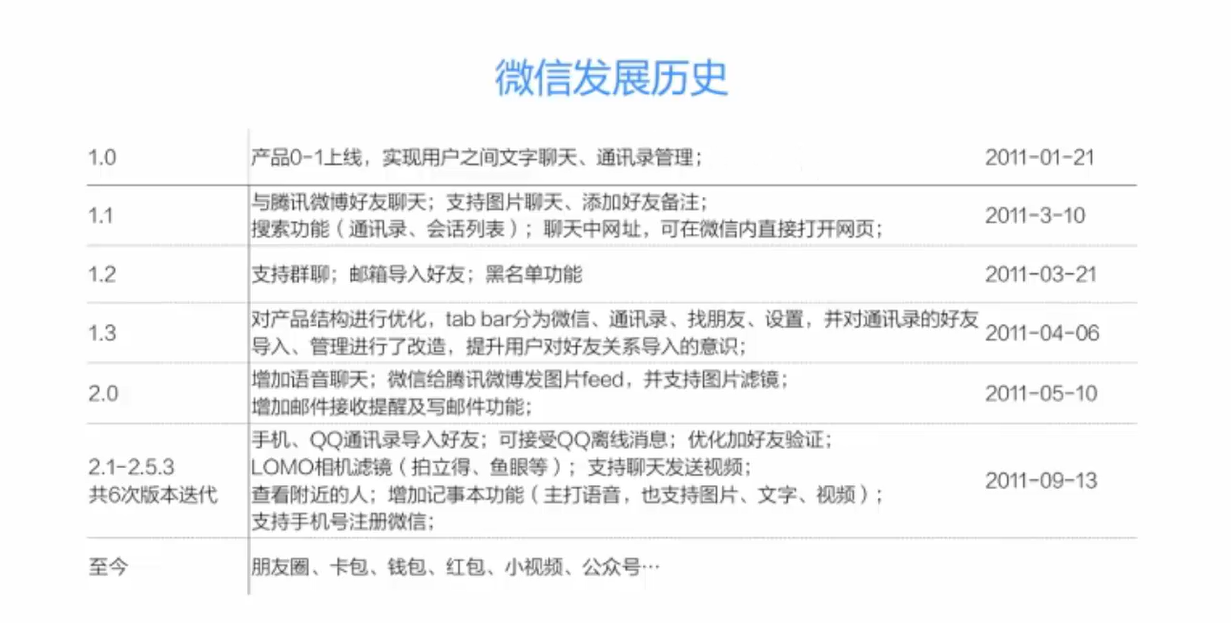 微信发展历史
1.0
产品0-1上线，实现用户之间文字聊天、通讯录管理；
2011-01-21
1.1
与腾讯微博好友聊天；支持图片聊天、添加好友备注；
搜索功能（通讯录、会话列表）；聊天中网址，可在微信内直接打开网页；
2011-3-10
1.2
支持群聊；邮箱导入好友；黑名单功能
2011-03-21
1.3
对产品结构进行优化，tab bar分为微信、通讯录、找朋友、设置，并对通讯录的好友
导入、管理进行了改造，提升用户对好友关系导入的意识；
2011-04-06
2.0
增加语音聊天；微信给腾讯微博发图片feed，并支持图片滤镜；
增加邮件接收提醒及写邮件功能；
2011-05-10
2.1-2.5.3
共6次版本迭代
手机、QQ通讯录导入好友；可接受QQ离线消息；优化加好友验证；
LOMO相机滤镜（拍立得、鱼眼等）；支持聊天发送视频；
查看附近的人；增加记事本功能（主打语音，也支持图片、文字、视频）；
支持手机号注册微信；
2011-09-13
至今
朋友圈、卡包、钱包、红包、小视频、公众号…